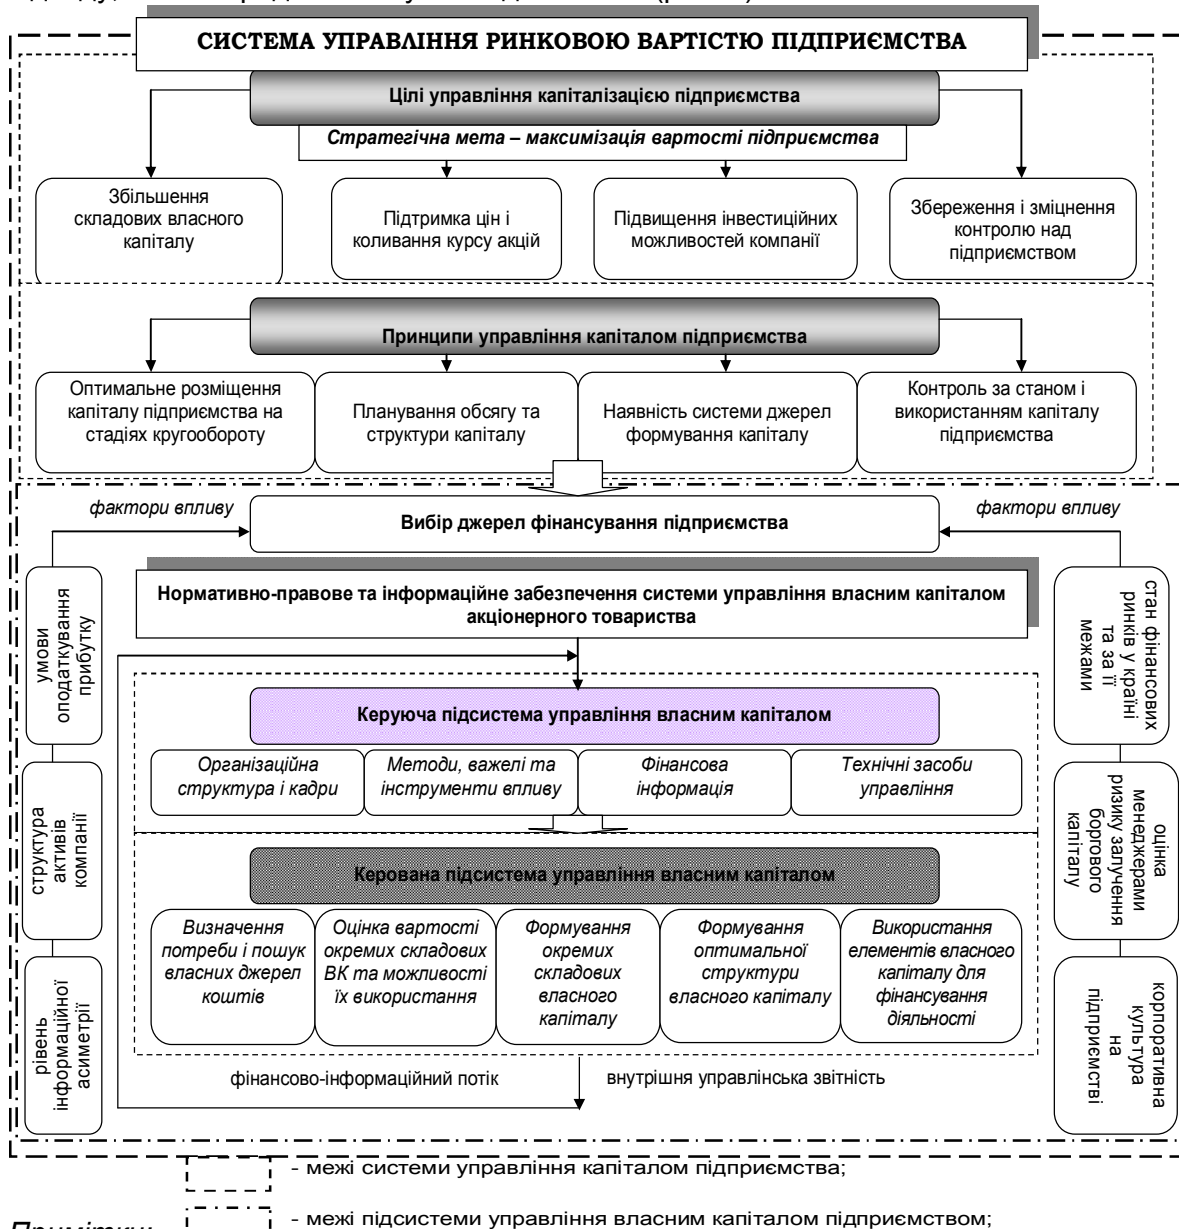 СИСТЕМА УПРАВЛІННЯ РИНКОВОЮ ВАРТІСТЮ ПІДПРИЄМСТВА
Цілі управління капіталізацією підприємства
Стратегічна мета – максимізація вартості підприємства
Збільшення
складових власного
капіталу
Підтримка цін і
коливання курсу акцій
Підвищення інвестиційних
можливостей компанії
Збереження і зміцнення
контролю над
підприємством
Принципи управління капіталом підприємства
Оптимальне розміщення
капіталу підприємства на
стадіях кругообороту
Планування обсягу та
структури капіталу
Наявність системи джерел
формування капіталу
Контроль за станом і
використанням капіталу
підприємства
фактори впливу
Вибір джерел фінансування підприємства
фактори впливу
умови
оподаткування
прибутку
структура
активів
компанії
рівень
інформаційної
асиметрії
Нормативно-правове та інформаційне забезпечення системи управління власним капіталом
акціонерного товариства
Керуюча підсистема управління власним капіталом
Організаційна
структура і кадри
Методи, важелі та
інструменти впливу
Фінансова
інформація
Технічні засоби
управління
Керована підсистема управління власним капіталом
Визначення
потреби і пошук
власних джерел
коштів
Оцінка вартості
окремих складових
ВК та можливості
їх використання
Формування
окремих
складових
власного
капіталу
Формування
оптимальної
структури
власного капіталу
Використання
елементів власного
капіталу для
фінансування
діяльності
фінансово-інформаційний потік
внутрішня управлінська звітність
стан фінансових
ринків у країні
та за її
межами
оцінка
менеджерами
ризику залучення
боргового
капіталу
корпоративна
культура
на
підприємстві
- межі системи управління капіталом підприємства;
- межі підсистеми управління власним капіталом підприємством;